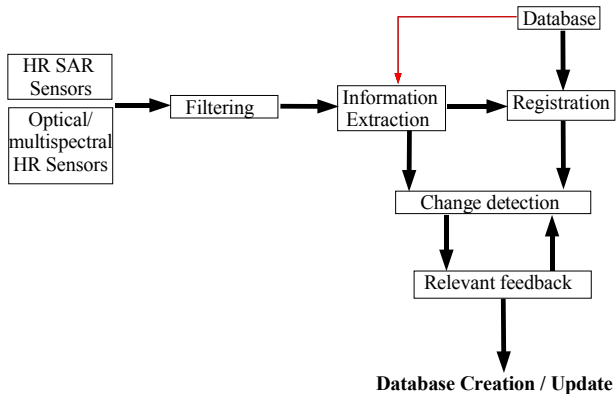 Database
HR SAR
Sensors
Optical/
multispectral
HR Sensors
Filtering
Information
Extraction
Registration
Change detection
Relevant feedback
Database Creation / Update